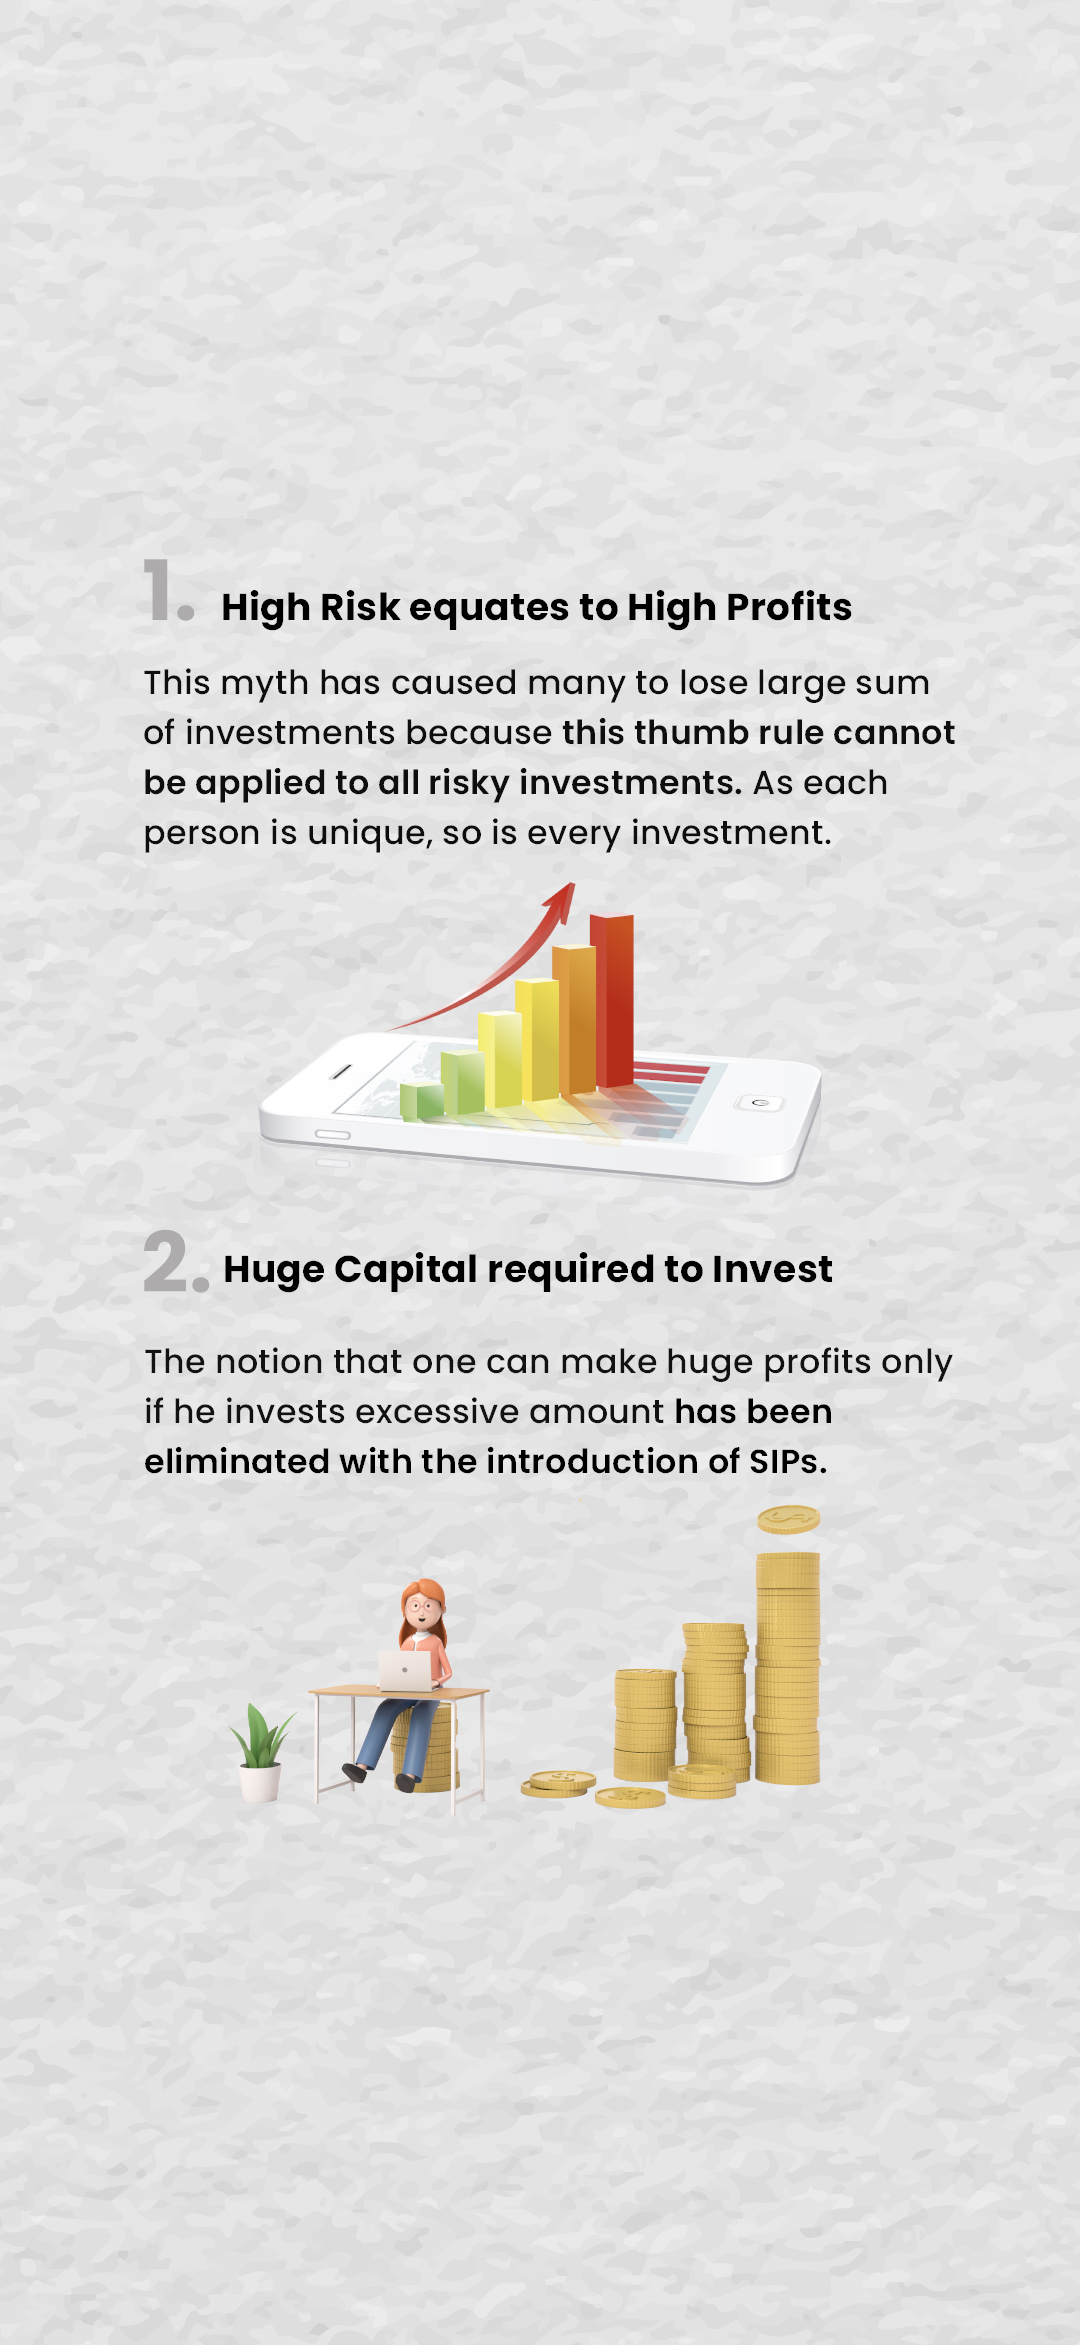 1. High Risk equates to High Profits
This myth has caused many to lose large sum
of investments because this thumb rule cannot
be applied to all risky investments. As each
person is unique, so is every investment.
2. Huge Capital required to Invest
The notion that one can make huge profits only
if he invests excessive amount has been
eliminated with the introduction of SIPs.